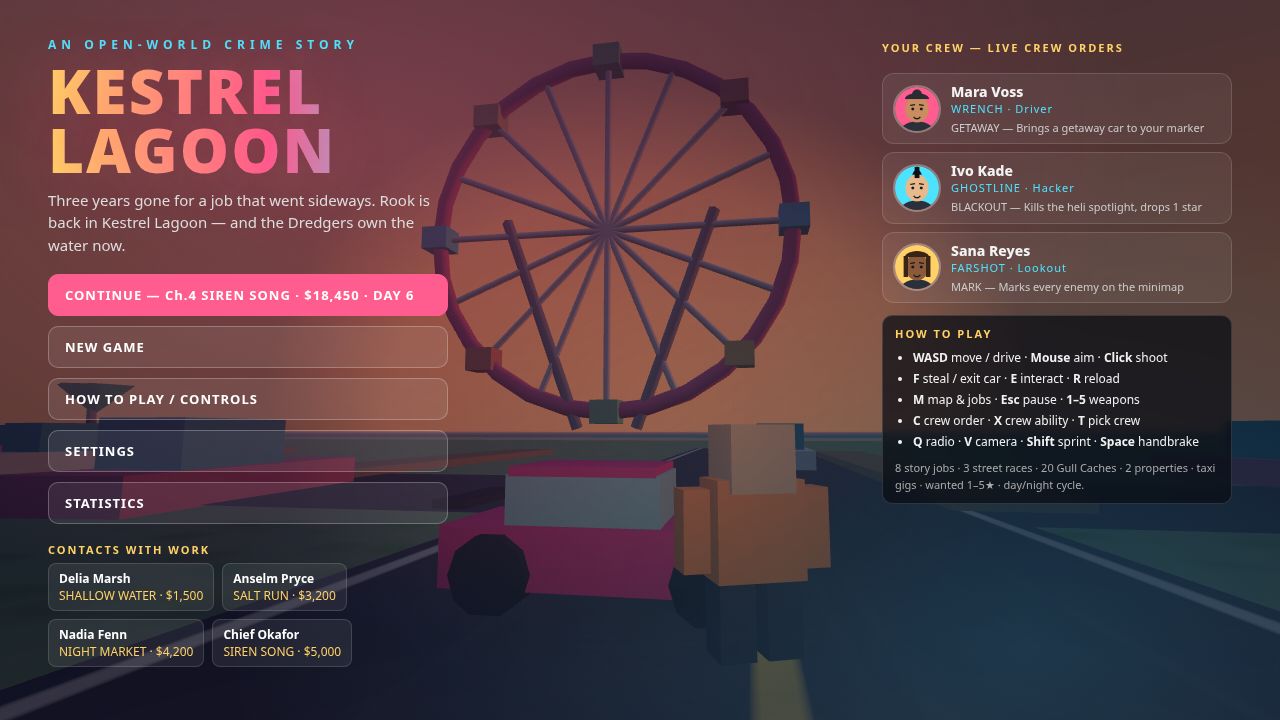 AN OPEN-WORLD CRIME STORY
KESTREL
LAGOON
Three years gone for a job that went sideways. Rook is
back in Kestrel Lagoon — and the Dredgers own the
water now.
CONTINUE — Ch.4 SIREN SONG · $18,450 · DAY 6
NEW GAME
HOW TO PLAY / CONTROLS
SETTINGS
STATISTICS
CONTACTS WITH WORK
Delia Marsh
SHALLOW WATER · $1,500
Anselm Pryce
SALT RUN · $3,200
Nadia Fenn
NIGHT MARKET · $4,200
Chief Okafor
SIREN SONG · $5,000
YOUR CREW — LIVE CREW ORDERS
Mara Voss
WRENCH · Driver
GETAWAY — Brings a getaway car to your marker
Ivo Kade
GHOSTLINE · Hacker
BLACKOUT — Kills the heli spotlight, drops 1 star
Sana Reyes
FARSHOT · Lookout
MARK — Marks every enemy on the minimap
HOW TO PLAY
• WASD move / drive · Mouse aim · Click shoot
• F steal / exit car · E interact · R reload
• M map & jobs · Esc pause · 1–5 weapons
• C crew order · X crew ability · T pick crew
• Q radio · V camera · Shift sprint · Space handbrake
8 story jobs · 3 street races · 20 Gull Caches · 2 properties · taxi
gigs · wanted 1–5★ · day/night cycle.